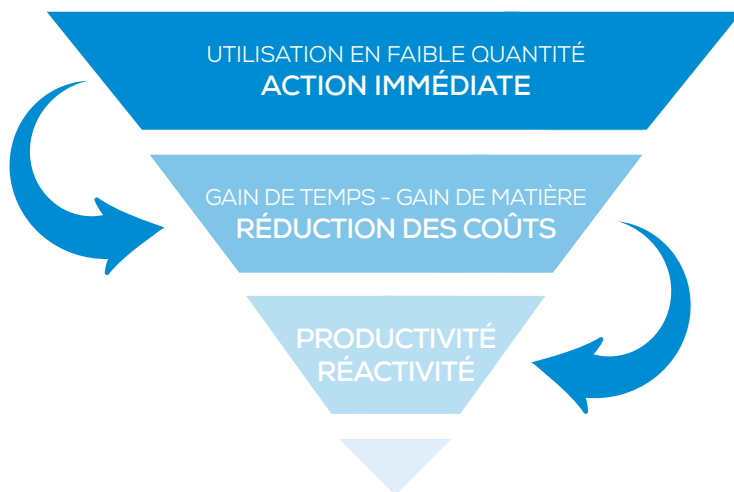 UTILISATION EN FAIBLE QUANTITÉ
ACTION IMMÉDIATE
GAIN DE TEMPS - GAIN DE MATIÈRE
RÉDUCTION DES COÛTS
PRODUCTIVITÉ
RÉACTIVITÉ